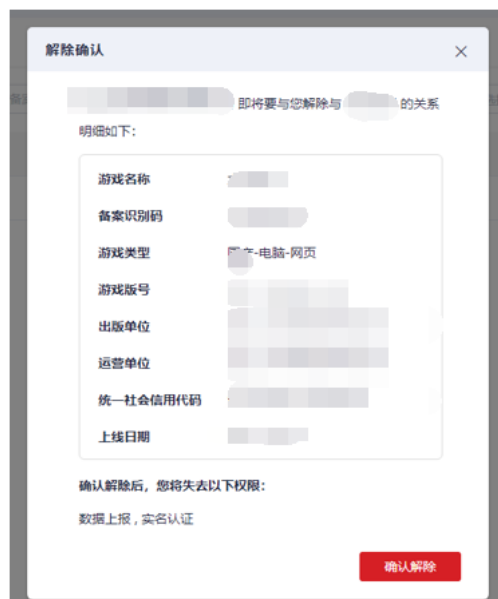 解除确认
即将要与您解除与 的关系
明细如下：
游戏名称
备案识别码
游戏类型 -电脑-网页
游戏版号
出版单位
运营单位
统一社会信用代码
上线日期
确认解除后，您将失去以下权限：
数据上报 , 实名认证
确认解除